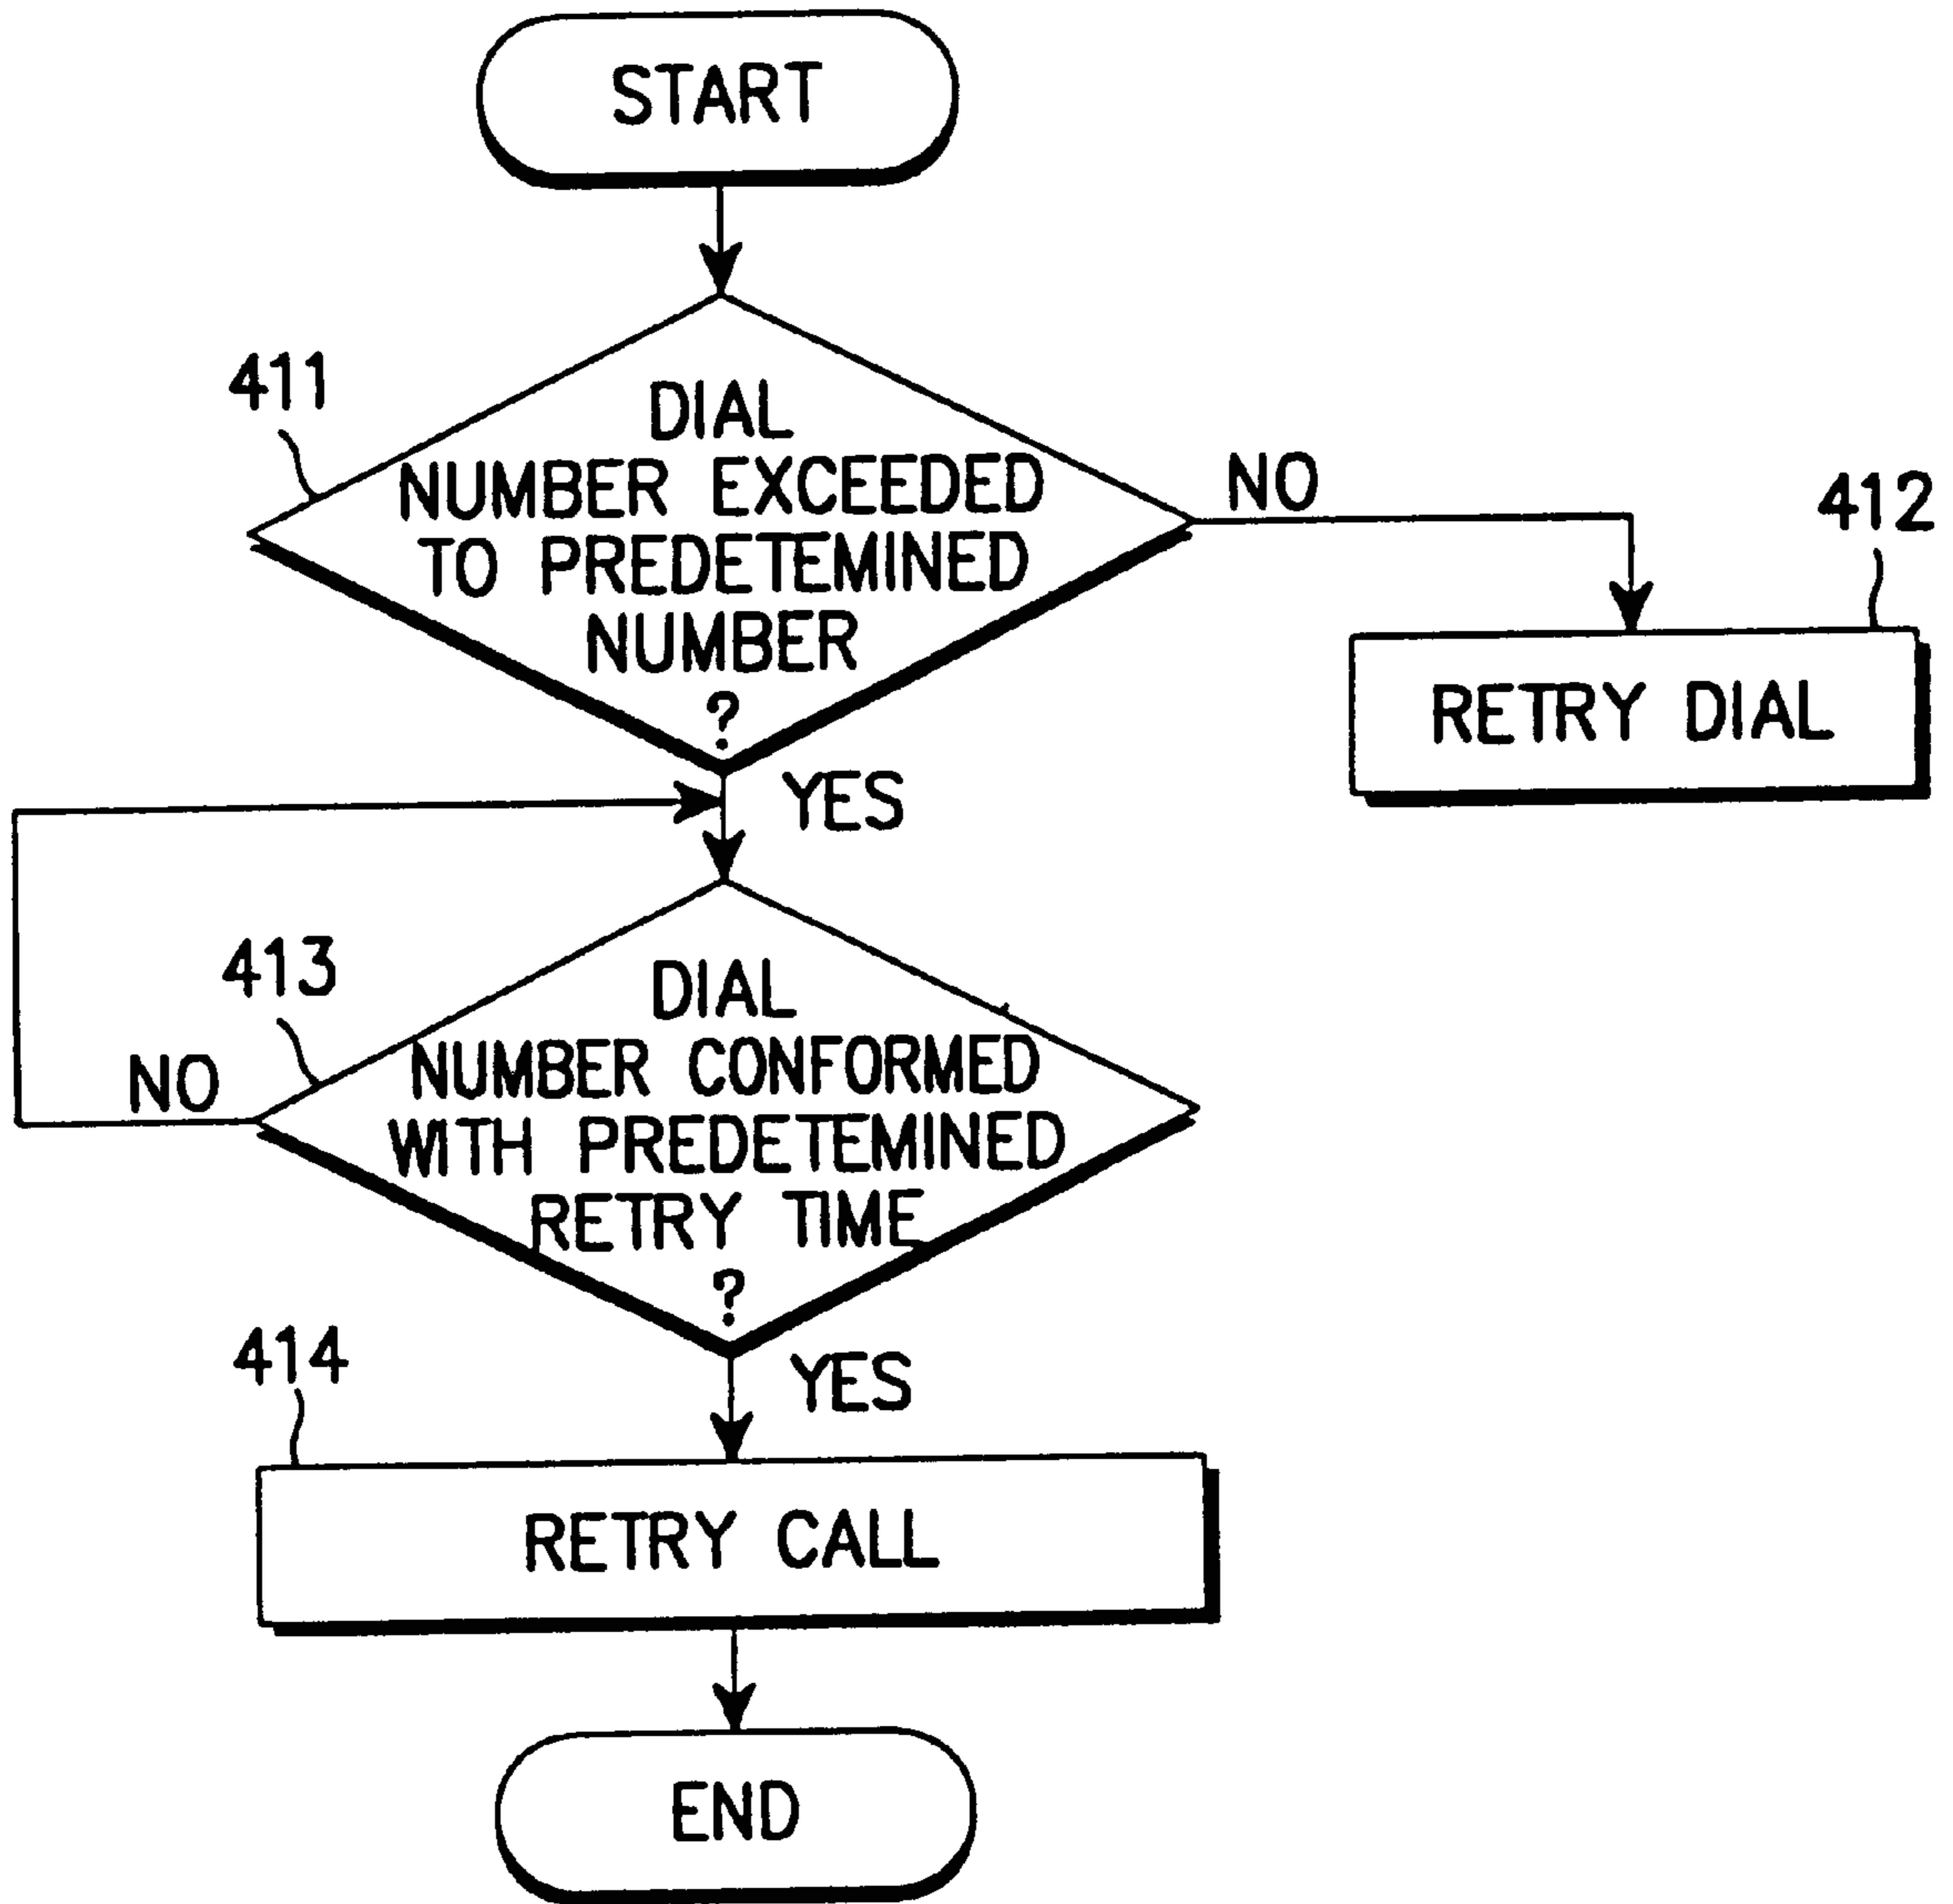 START
411
DIAL
NUMBER EXCEEDED
TO PREDETEMINED
NUMBER
?
NO
412
RETRY DIAL
YES
413
DIAL
NUMBER CONFORMED
WITH PREDETEMINED
RETRY TIME
?
NO
YES
414
RETRY CALL
END